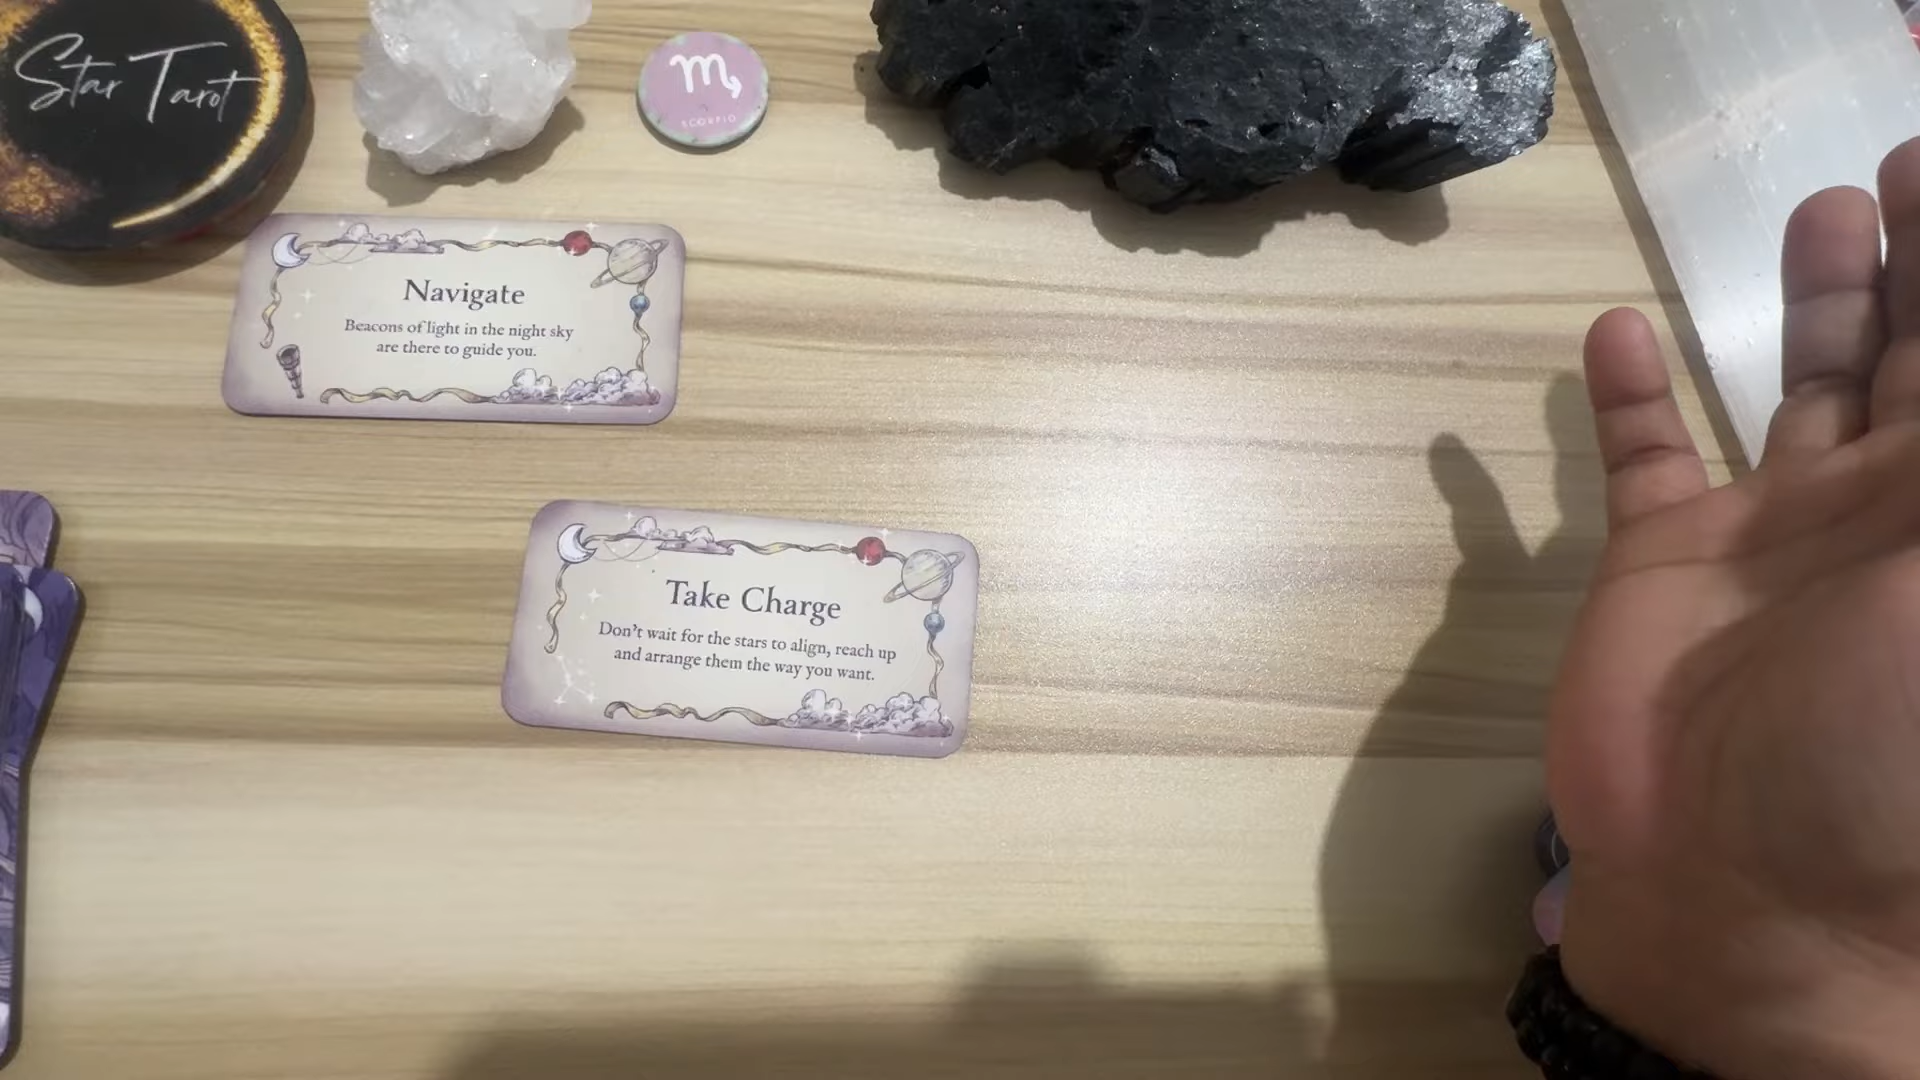 Star Tarot
SCORPIO
Navigate
Beacons of light in the night sky
are there to guide you.
Take Charge
Don't wait for the stars to align, reach up
and arrange them the way you want.